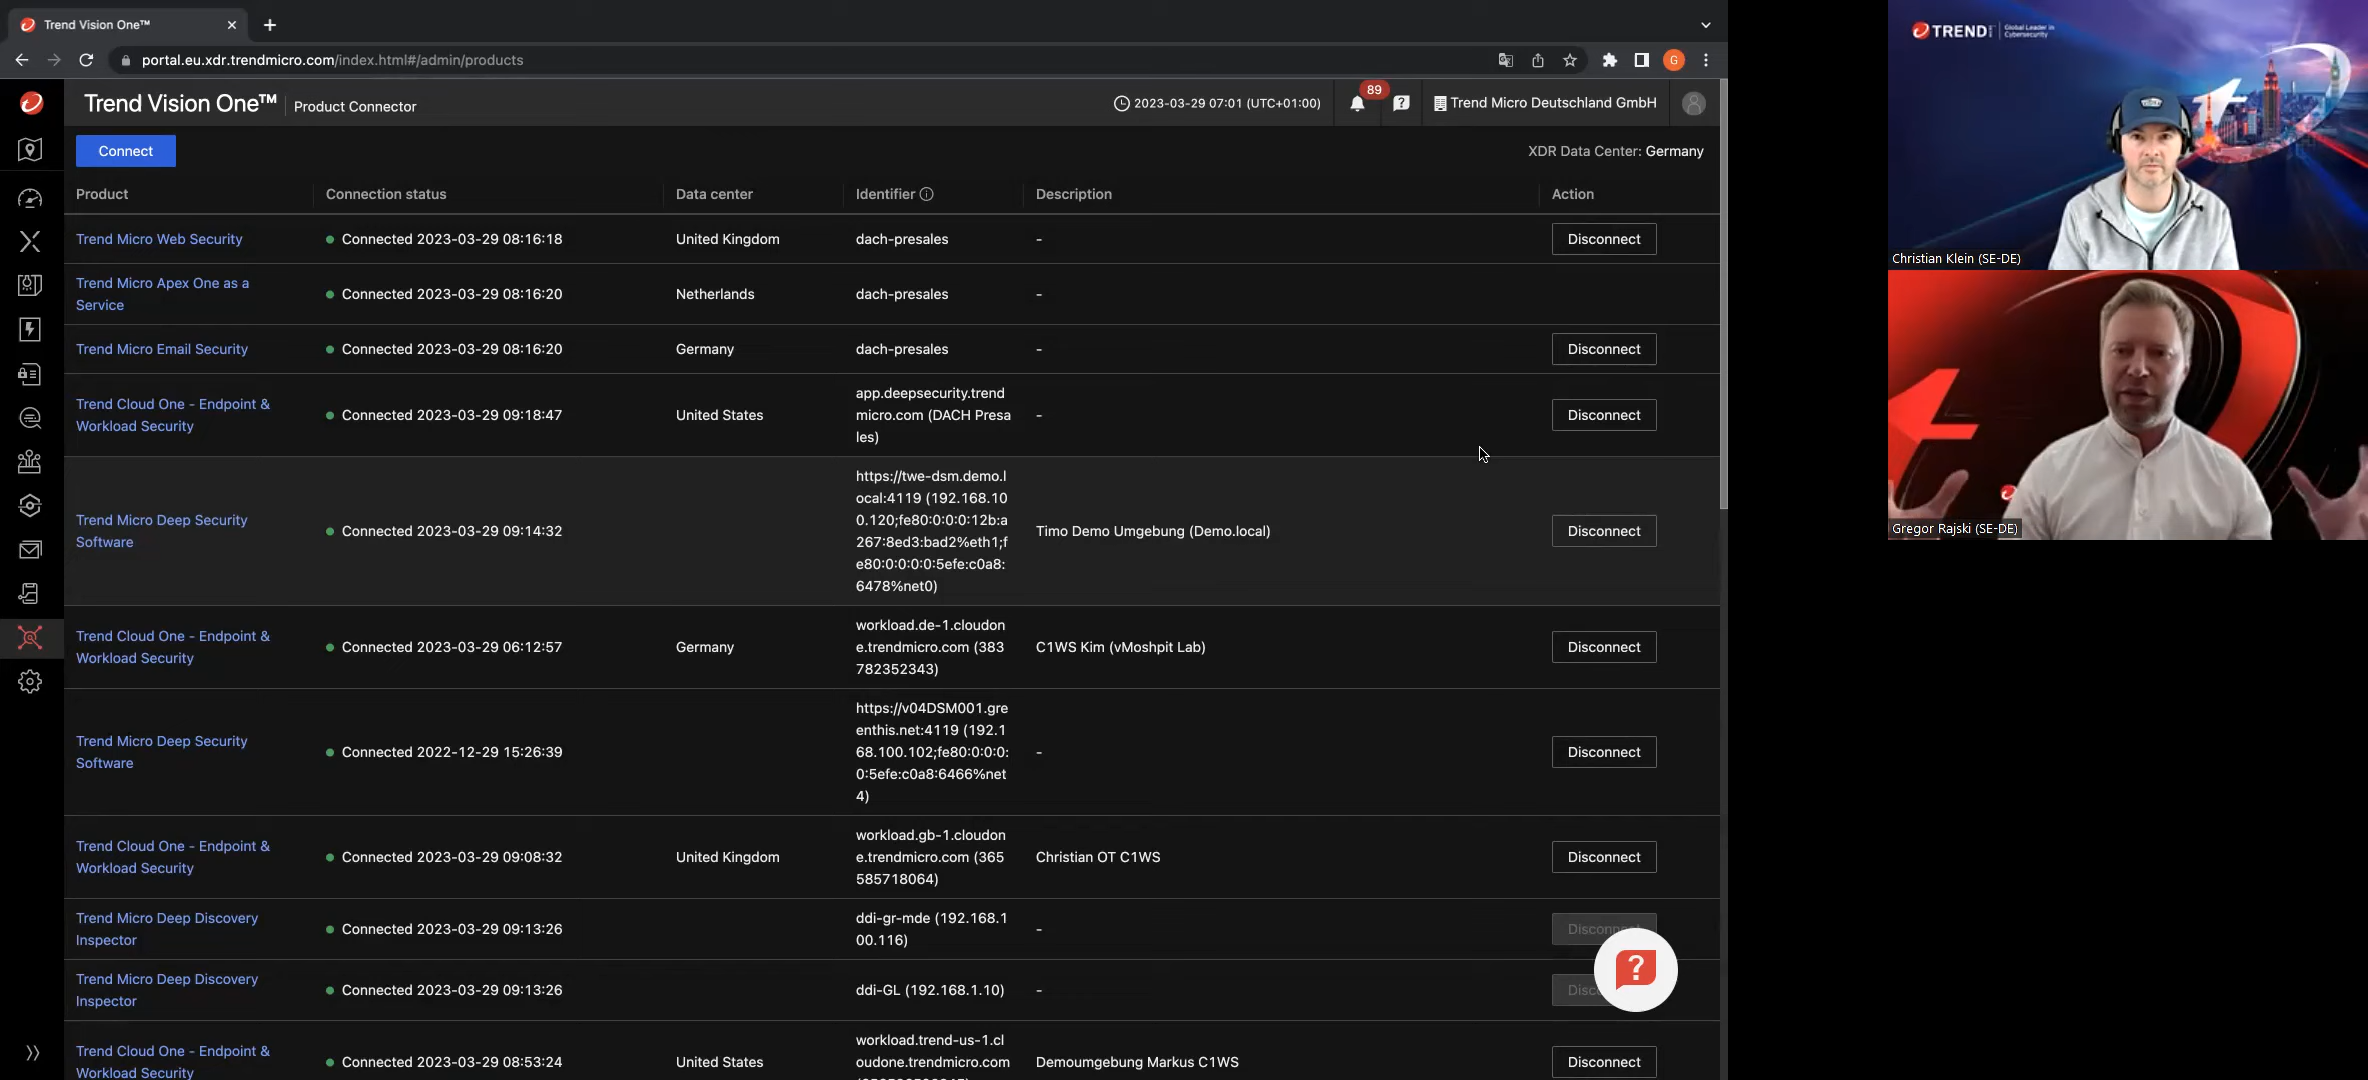 Trend Vision One™
portal.eu.xdr.trendmicro.com/index.html#/admin/products
G
Trend Vision One™ Product Connector
2023-03-29 07:01 (UTC+01:00)
89
Trend Micro Deutschland GmbH
Connect
XDR Data Center: Germany
Product Connection status Data center Identifier Description Action
Trend Micro Web Security
Connected 2023-03-29 08:16:18
United Kingdom
dach-presales
-
Disconnect
Trend Micro Apex One as a
Service
Connected 2023-03-29 08:16:20
Netherlands
dach-presales
-
Trend Micro Email Security
Connected 2023-03-29 08:16:20
Germany
dach-presales
-
Disconnect
Trend Cloud One - Endpoint &
Workload Security
Connected 2023-03-29 09:18:47
United States
app.deepsecurity.trend
micro.com (DACH Presa
les)
-
Disconnect
Trend Micro Deep Security
Software
Connected 2023-03-29 09:14:32
https://twe-dsm.demo.l
ocal:4119 (192.168.10
0.120;fe80:0:0:0:12b:a
267:8ed3:bad2%eth1;f
e80:0:0:0:0:5efe:c0a8:
6478%net0)
Timo Demo Umgebung (Demo.local)
Disconnect
Trend Cloud One - Endpoint &
Workload Security
Connected 2023-03-29 06:12:57
Germany
workload.de-1.cloudon
e.trendmicro.com (383
782352343)
C1WS Kim (vMoshpit Lab)
Disconnect
Trend Micro Deep Security
Software
Connected 2022-12-29 15:26:39
https://v04DSM001.gre
enthis.net:4119 (192.1
68.100.102;fe80:0:0:0:
0:5efe:c0a8:6466%net
4)
-
Disconnect
Trend Cloud One - Endpoint &
Workload Security
Connected 2023-03-29 09:08:32
United Kingdom
workload.gb-1.cloudon
e.trendmicro.com (365
585718064)
Christian OT C1WS
Disconnect
Trend Micro Deep Discovery
Inspector
Connected 2023-03-29 09:13:26
ddi-gr-mde (192.168.1
00.116)
-
Disconn
Trend Micro Deep Discovery
Inspector
Connected 2023-03-29 09:13:26
ddi-GL (192.168.1.10)
-
Disc
Trend Cloud One - Endpoint &
Workload Security
Connected 2023-03-29 08:53:24
United States
workload.trend-us-1.cl
oudone.trendmicro.com
Demoumgebung Markus C1WS
Disconnect
TREND
Global Leader in
Cybersecurity
Christian Klein (SE-DE)
Gregor Rajski (SE-DE)